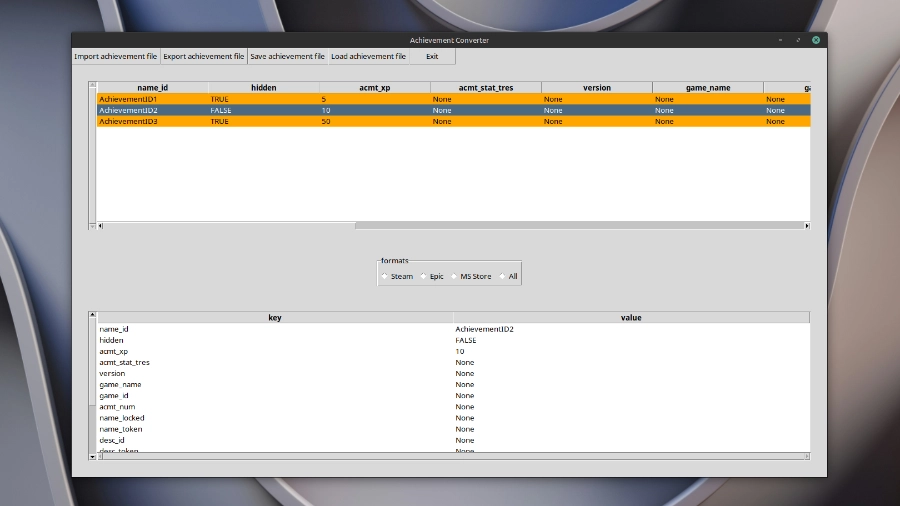 Achievement Converter
Import achievement file Export achievement file Save achievement file Load achievement file Exit
name_id hidden acmt_xp acmt_stat_tres version game_name
AchievementID1 TRUE 5 None None None None
AchievementID2 FALSE 10 None None None None
AchievementID3 TRUE 50 None None None None
formats
Steam Epic MS Store All
key value
name_id AchievementID2
hidden FALSE
acmt_xp 10
acmt_stat_tres None
version None
game_name None
game_id None
acmt_num None
name_locked None
name_token None
desc_id None
desc_token None